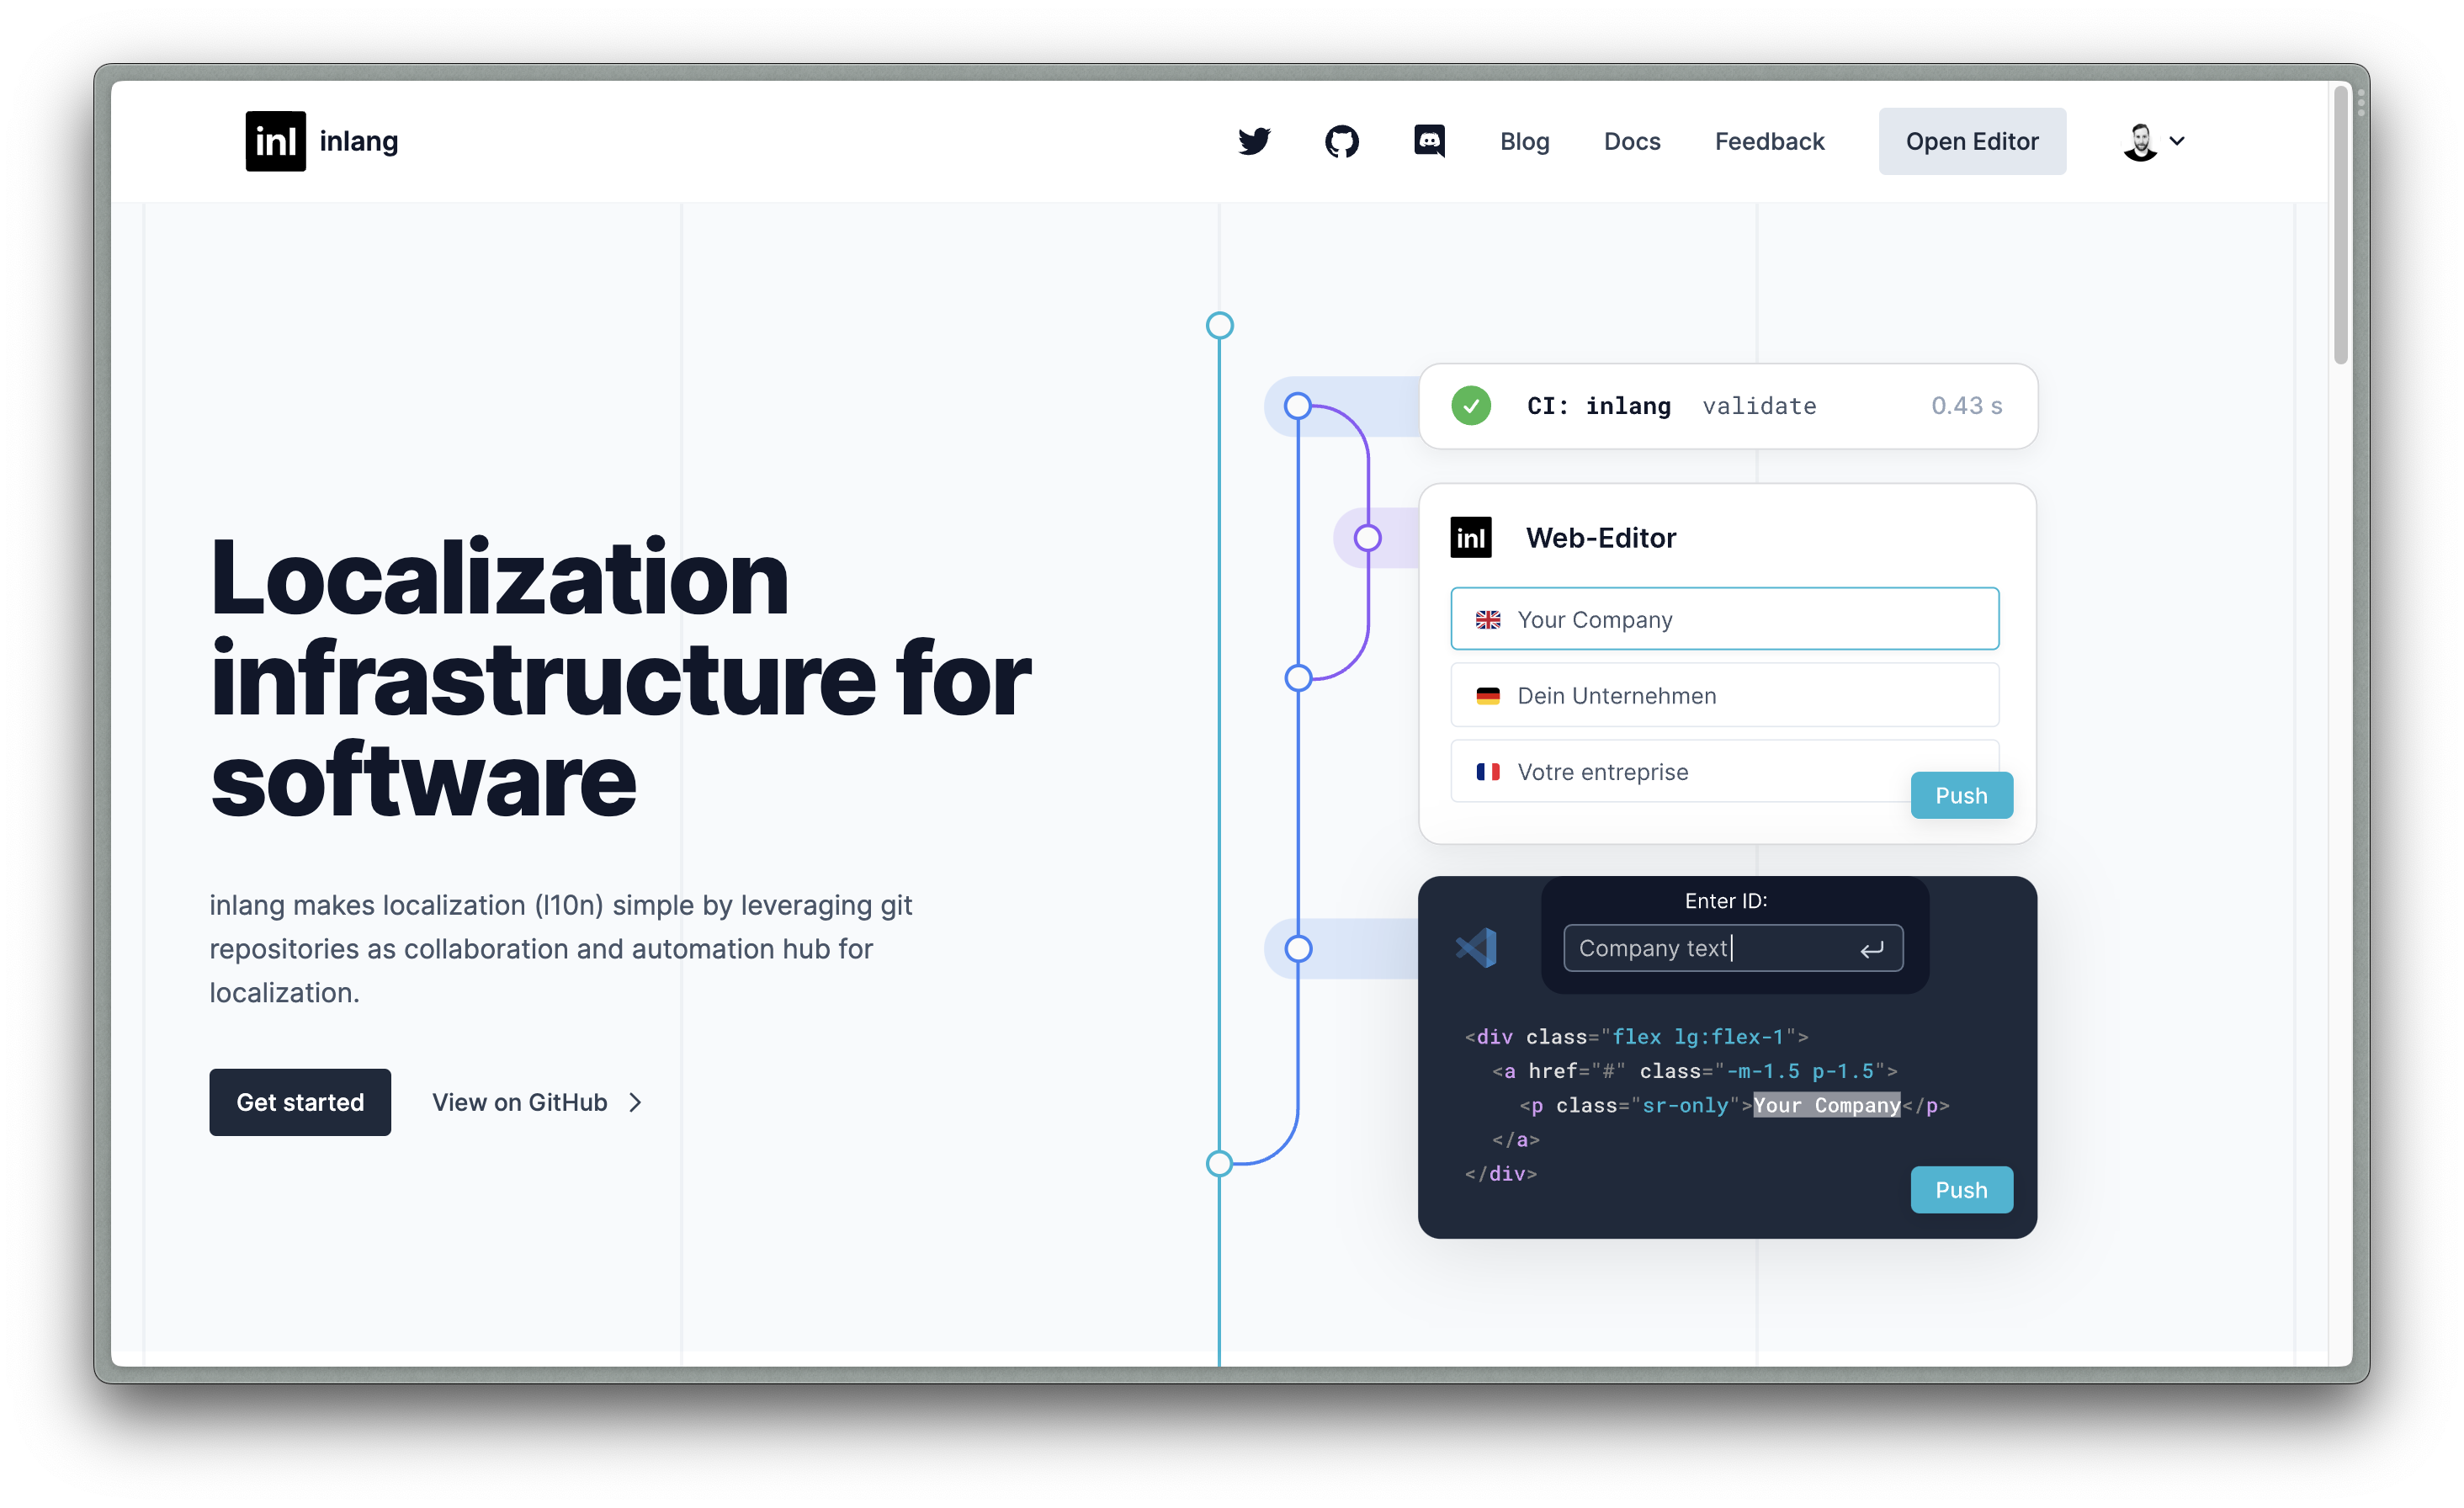 inl inlang
Blog Docs Feedback Open Editor
Localization
infrastructure for
software
inlang makes localization (l10n) simple by leveraging git
repositories as collaboration and automation hub for
localization.
Get started View on GitHub
CI: inlang validate 0.43 s
inl Web-Editor
Your Company
Dein Unternehmen
Votre entreprise
Push
Enter ID:
Company text
<div class="flex lg:flex-1">
<a href="#" class="-m-1.5 p-1.5">
<p class="sr-only">Your Company</p>
</a>
</div>
Push